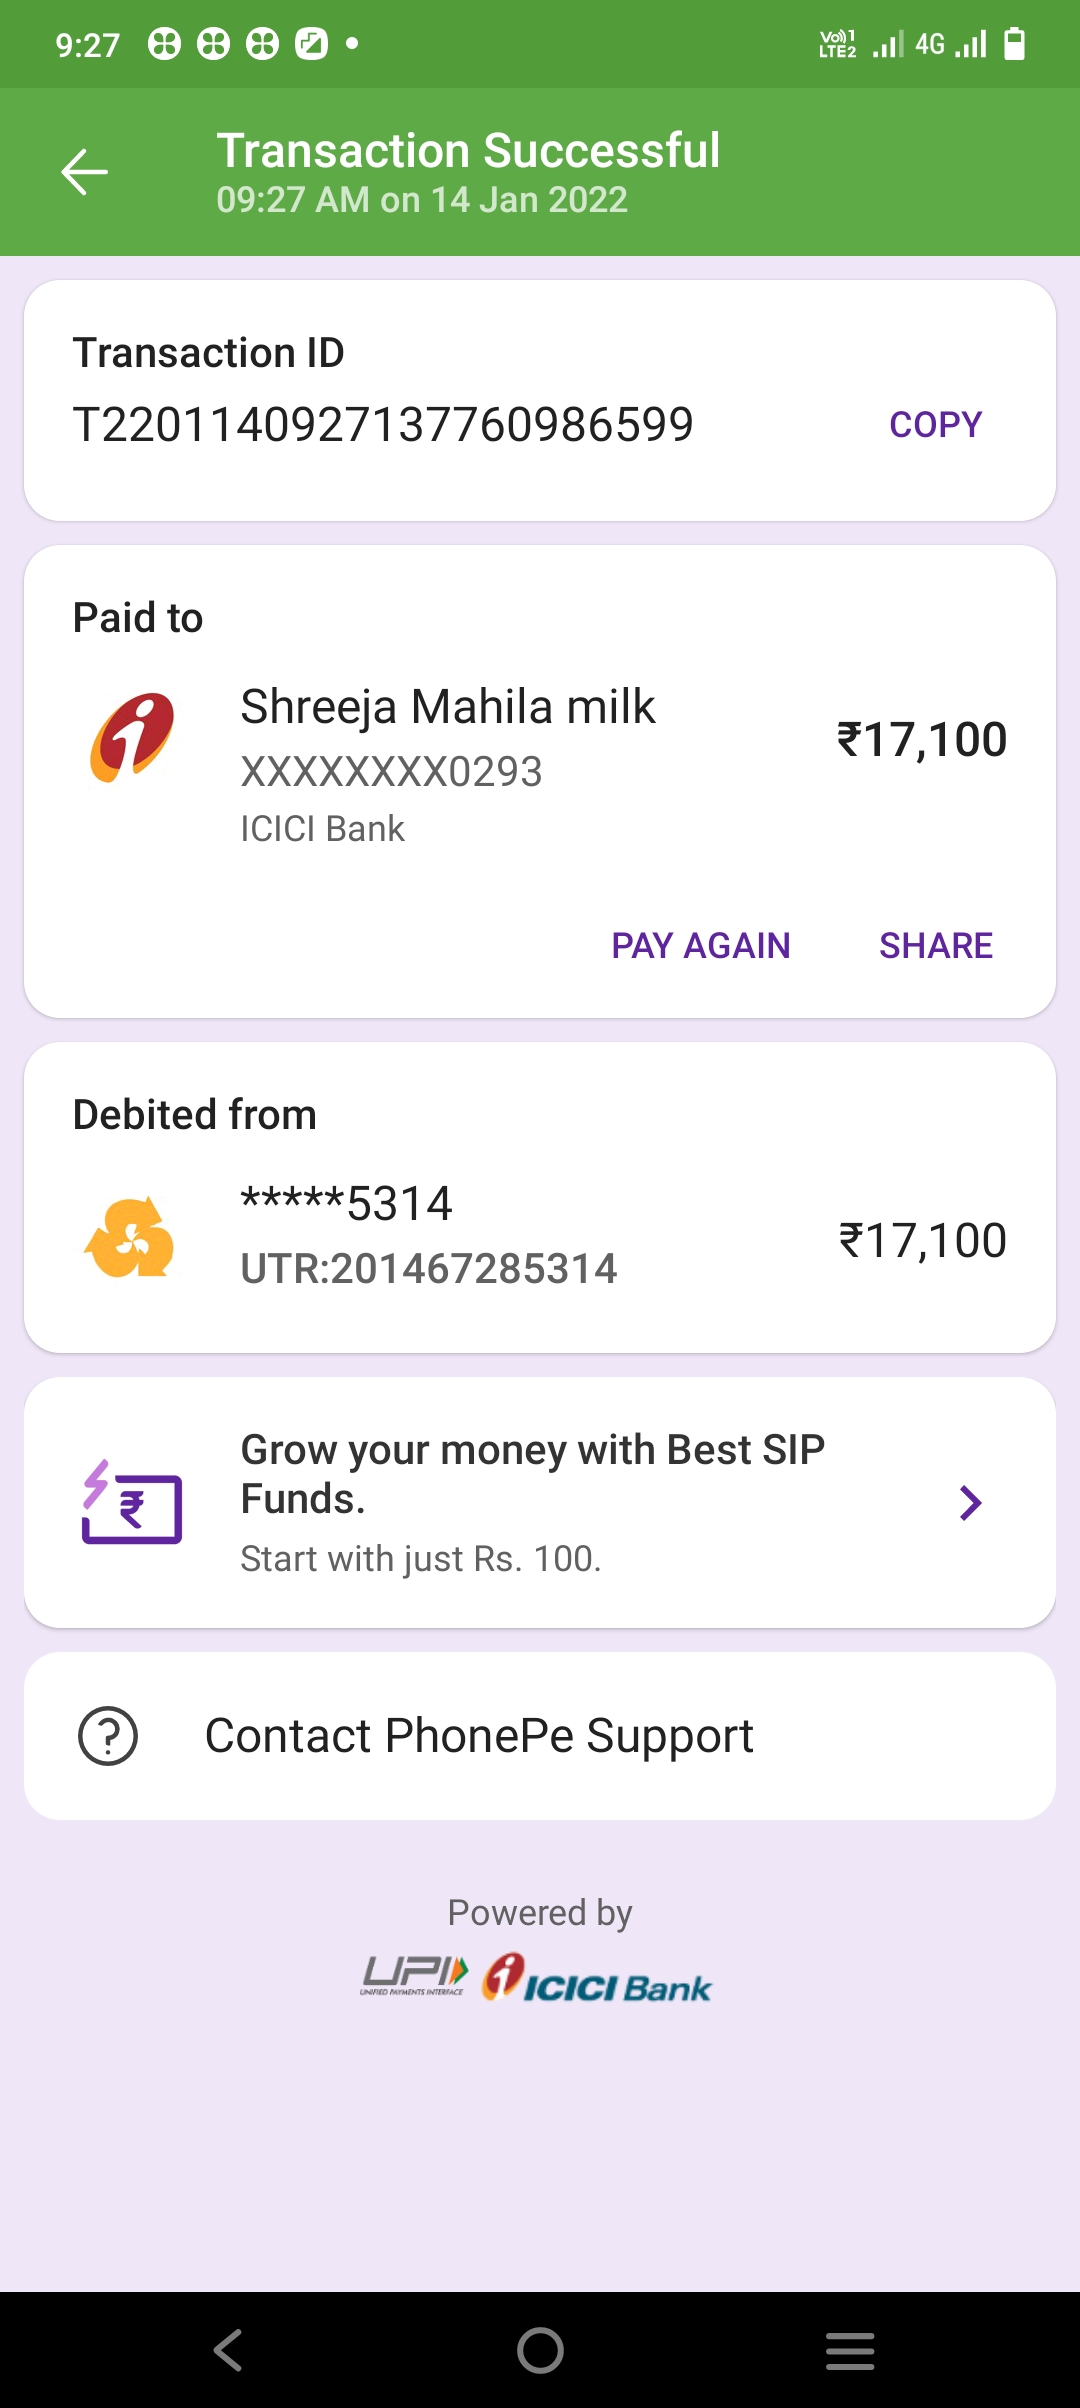 9:27
Vo))1
LTE2
4G
Transaction Successful
09:27 AM on 14 Jan 2022
Transaction ID
T2201140927137760986599
COPY
Paid to
Shreeja Mahila milk
₹17,100
XXXXXXXX0293
ICICI Bank
PAY AGAIN
SHARE
Debited from
*****5314
₹17,100
UTR:201467285314
Grow your money with Best SIP
Funds.
Start with just Rs. 100.
Contact PhonePe Support
Powered by
UPI
UNIFIED PAYMENTS INTERFACE
ICICI Bank